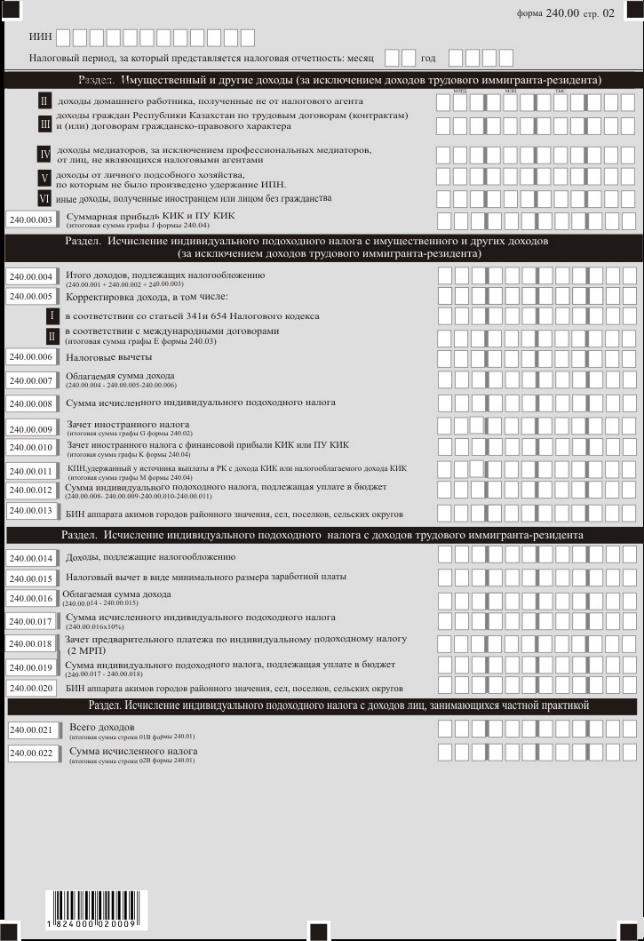 форма 240.00 стр. 02
ИИН
Налоговый период, за который представляется налоговая отчетность: месяц год
Раздел. Имущественный и другие доходы (за исключением доходов трудового иммигранта-резидента)
млрд. млн. тыс.
II доходы домашнего работника, полученные не от налогового агента
III доходы граждан Республики Казахстан по трудовым договорам (контрактам)
и (или) договорам гражданско-правового характера
IV доходы медиаторов, за исключением профессиональных медиаторов,
от лиц, не являющихся налоговыми агентами
V доходы от личного подсобного хозяйства,
по которым не было произведено удержание ИПН.
VI иные доходы, полученные иностранцем или лицом без гражданства
240.00.003 Суммарная прибыль КИК и ПУ КИК
(итоговая сумма графы J формы 240.04)
Раздел. Исчисление индивидуального подоходного налога с имущественного и других доходов
(за исключением доходов трудового иммигранта-резидента)
240.00.004 Итого доходов, подлежащих налогообложению
(240.00.001 + 240.00.002 + 240.00.003)
240.00.005 Корректировка дохода, в том числе:
I в соответствии со статьей 341и 654 Налогового кодекса
II в соответствии с международными договорами
(итоговая сумма графы E формы 240.03)
240.00.006 Налоговые вычеты
240.00.007 Облагаемая сумма дохода
(240.00.004 - 240.00.005-240.00.006)
240.00.008 Сумма исчисленного индивидуального подоходного налога
240.00.009 Зачет иностранного налога
(итоговая сумма графы G формы 240.02)
240.00.010 Зачет иностранного налога с финансовой прибыли КИК или ПУ КИК
(итоговая сумма графы K формы 240.04)
240.00.011 КПН,удержанный у источника выплаты в РК с дохода КИК или налогооблагаемого дохода КИК
(итоговая сумма графы M формы 240.04)
240.00.012 Сумма индивидуального подоходного налога, подлежащая уплате в бюджет
(240.00.008- 240.00.009-240.00.010-240.00.011)
240.00.013 БИН аппарата акимов городов районного значения, сел, поселков, сельских округов
Раздел. Исчисление индивидуального подоходного налога с доходов трудового иммигранта-резидента
240.00.014 Доходы, подлежащие налогообложению
240.00.015 Налоговый вычет в виде минимального размера заработной платы
240.00.016 Облагаемая сумма дохода
(240.00.014 - 240.00.015)
240.00.017 Сумма исчисленного индивидуального подоходного налога
(240.00.016x10%)
240.00.018 Зачет предварительного платежа по индивидуальному подоходному налогу
(2 МРП)
240.00.019 Сумма индивидуального подоходного налога, подлежащая уплате в бюджет
(240.00.017 - 240.00.018)
240.00.020 БИН аппарата акимов городов районного значения, сел, поселков, сельских округов
Раздел. Исчисление индивидуального подоходного налога с доходов лиц, занимающихся частной практикой
240.00.021 Всего доходов
(итоговая сумма строки 01B формы 240.01)
240.00.022 Сумма исчисленного налога
(итоговая сумма строки 02B формы 240.01)
1 824000 020009